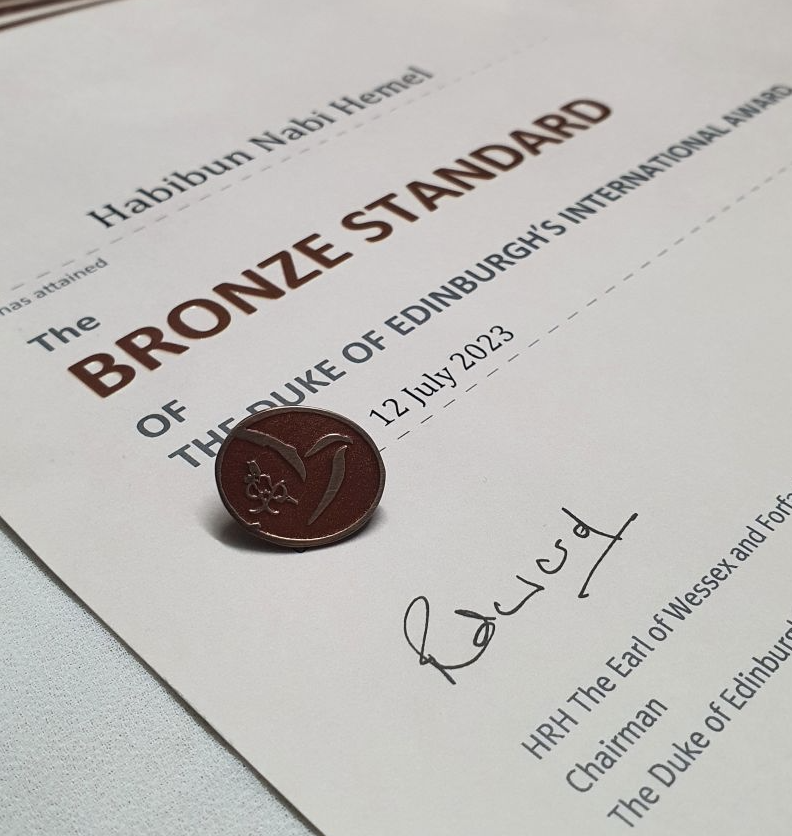 Habibun Nabi Hemel
has attained
The
BRONZE STANDARD
OF
THE DUKE OF EDINBURGH'S INTERNATIONAL AWARD
12 July 2023
Edward
HRH The Earl of Wessex and
Chairman
The Duke of